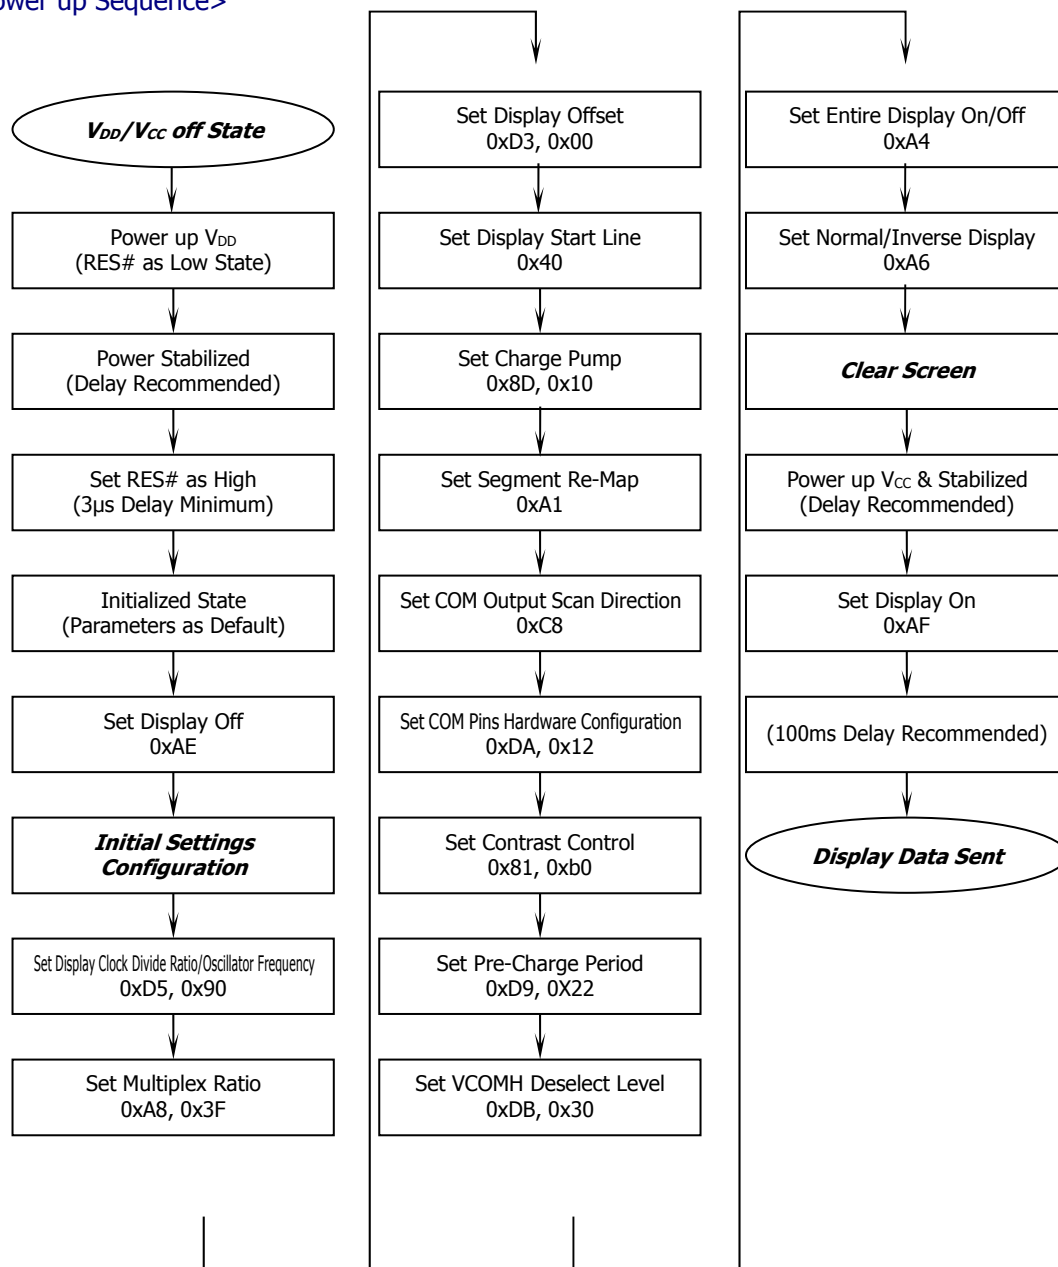 ower up Sequence>
VDD/VCC off State
Power up VDD
(RES# as Low State)
Power Stabilized
(Delay Recommended)
Set RES# as High
(3μs Delay Minimum)
Initialized State
(Parameters as Default)
Set Display Off
0xAE
Initial Settings
Configuration
Set Display Clock Divide Ratio/Oscillator Frequency
0xD5, 0x90
Set Multiplex Ratio
0xA8, 0x3F
Set Display Offset
0xD3, 0x00
Set Display Start Line
0x40
Set Charge Pump
0x8D, 0x10
Set Segment Re-Map
0xA1
Set COM Output Scan Direction
0xC8
Set COM Pins Hardware Configuration
0xDA, 0x12
Set Contrast Control
0x81, 0xb0
Set Pre-Charge Period
0xD9, 0X22
Set VCOMH Deselect Level
0xDB, 0x30
Set Entire Display On/Off
0xA4
Set Normal/Inverse Display
0xA6
Clear Screen
Power up VCC & Stabilized
(Delay Recommended)
Set Display On
0xAF
(100ms Delay Recommended)
Display Data Sent